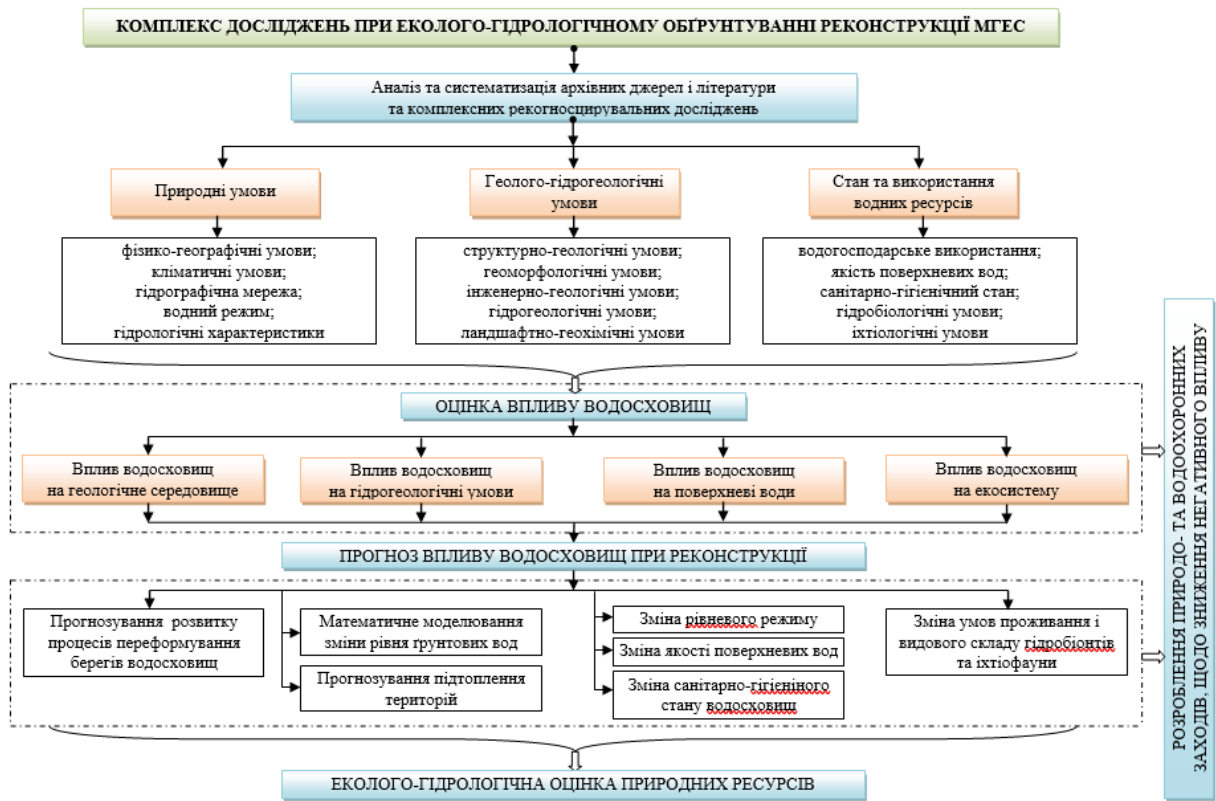 КОМПЛЕКС ДОСЛІДЖЕНЬ ПРИ ЕКОЛОГО-ГІДРОЛОГІЧНОМУ ОБҐРУНТУВАННІ РЕКОНСТРУКЦІЇ МГЕС
Аналіз та систематизація архівних джерел і літератури
та комплексних рекогносцирувальних досліджень
Природні умови
Геолого-гідрогеологічні
умови
Стан та використання
водних ресурсів
фізико-географічні умови;
кліматичні умови;
гідрографічна мережа;
водний режим;
гідрологічні характеристики
структурно-геологічні умови;
геоморфологічні умови;
інженерно-геологічні умови;
гідрогеологічні умови;
ландшафтно-геохімічні умови
водогосподарське використання;
якість поверхневих вод;
санітарно-гігієнічний стан;
гідробіологічні умови;
іхтіологічні умови
ОЦІНКА ВПЛИВУ ВОДОСХОВИЩ
Вплив водосховищ
на геологічне середовище
Вплив водосховищ
на гідрогеологічні умови
Вплив водосховищ
на поверхневі води
Вплив водосховищ
на екосистему
ПРОГНОЗ ВПЛИВУ ВОДОСХОВИЩ ПРИ РЕКОНСТРУКЦІЇ
Прогнозування розвитку
процесів переформування
берегів водосховищ
Математичне моделювання
зміни рівня ґрунтових вод
Прогнозування підтоплення
територій
Зміна рівневого режиму
Зміна якості поверхневих вод
Зміна санітарно-гігієніного
стану водосховищ
Зміна умов проживання і
видового складу гідробіонтів
та іхтіофауни
ЕКОЛОГО-ГІДРОЛОГІЧНА ОЦІНКА ПРИРОДНИХ РЕСУРСІВ
РОЗРОБЛЕННЯ ПРИРОДО- ТА ВОДООХОРОННИХ
ЗАХОДІВ, ЩОДО ЗНИЖЕННЯ НЕГАТИВНОГО ВПЛИВУ